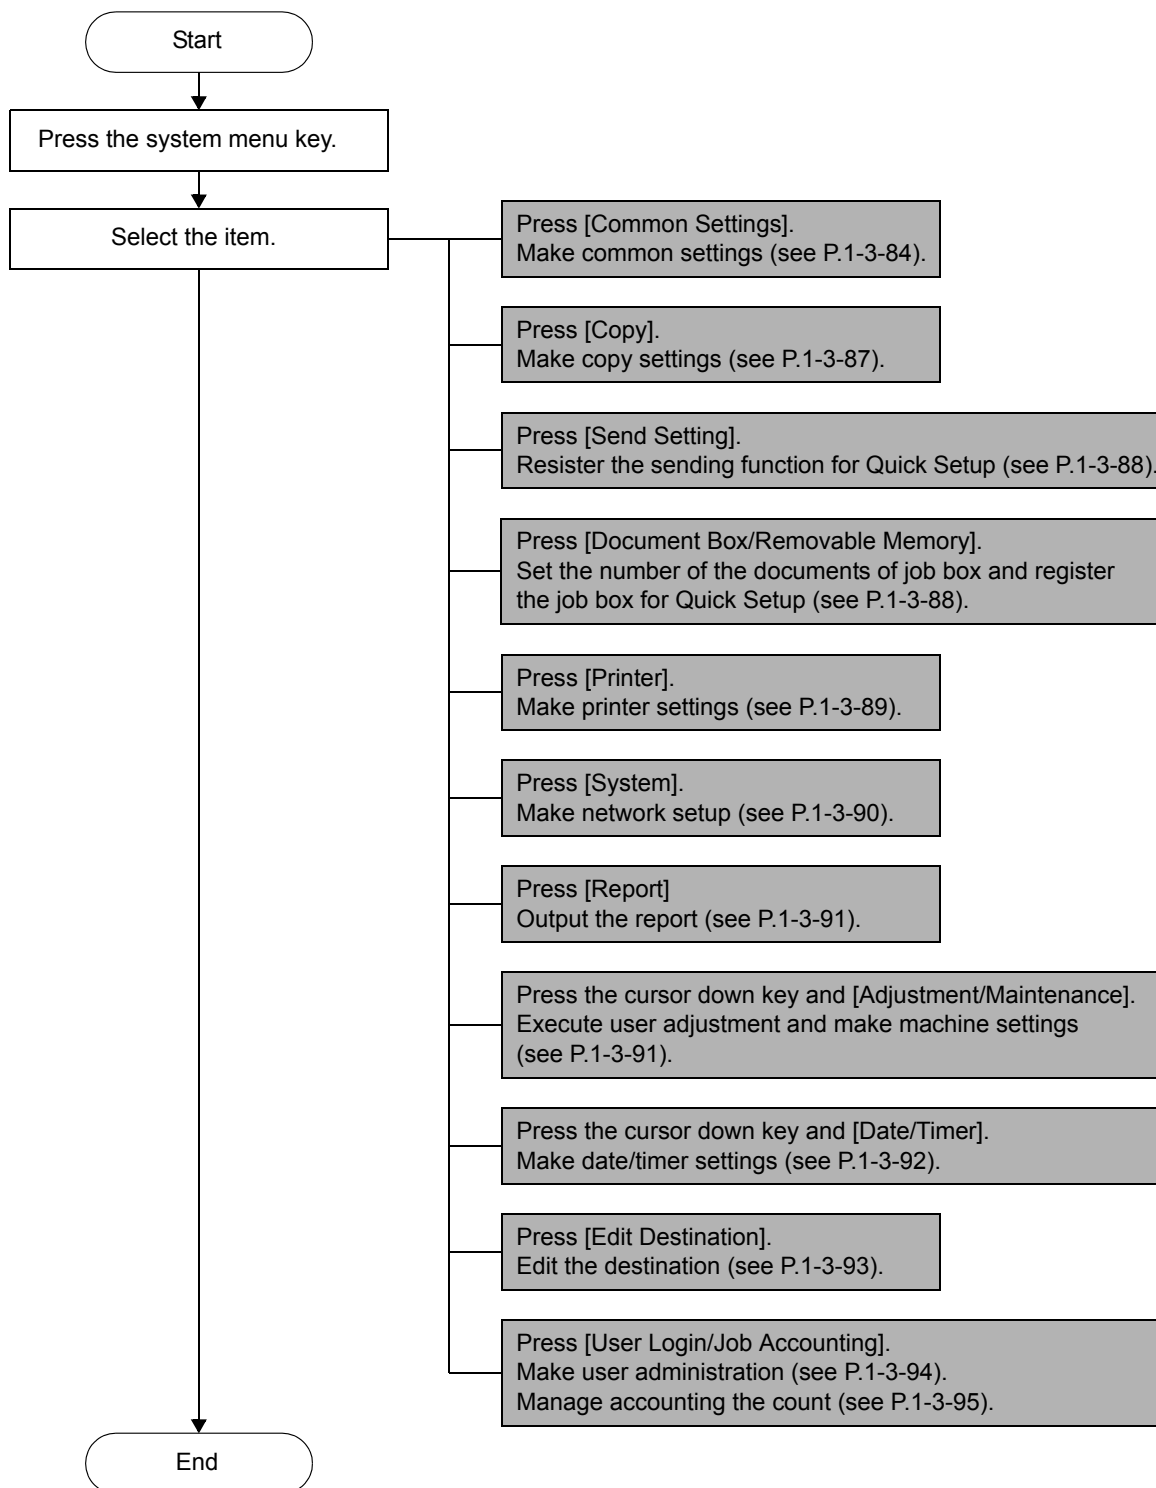 Start
Press the system menu key.
Select the item.
Press [Common Settings].
Make common settings (see P.1-3-84).
Press [Copy].
Make copy settings (see P.1-3-87).
Press [Send Setting].
Resister the sending function for Quick Setup (see P.1-3-88).
Press [Document Box/Removable Memory].
Set the number of the documents of job box and register
the job box for Quick Setup (see P.1-3-88).
Press [Printer].
Make printer settings (see P.1-3-89).
Press [System].
Make network setup (see P.1-3-90).
Press [Report]
Output the report (see P.1-3-91).
Press the cursor down key and [Adjustment/Maintenance].
Execute user adjustment and make machine settings
(see P.1-3-91).
Press the cursor down key and [Date/Timer].
Make date/timer settings (see P.1-3-92).
Press [Edit Destination].
Edit the destination (see P.1-3-93).
Press [User Login/Job Accounting].
Make user administration (see P.1-3-94).
Manage accounting the count (see P.1-3-95).
End